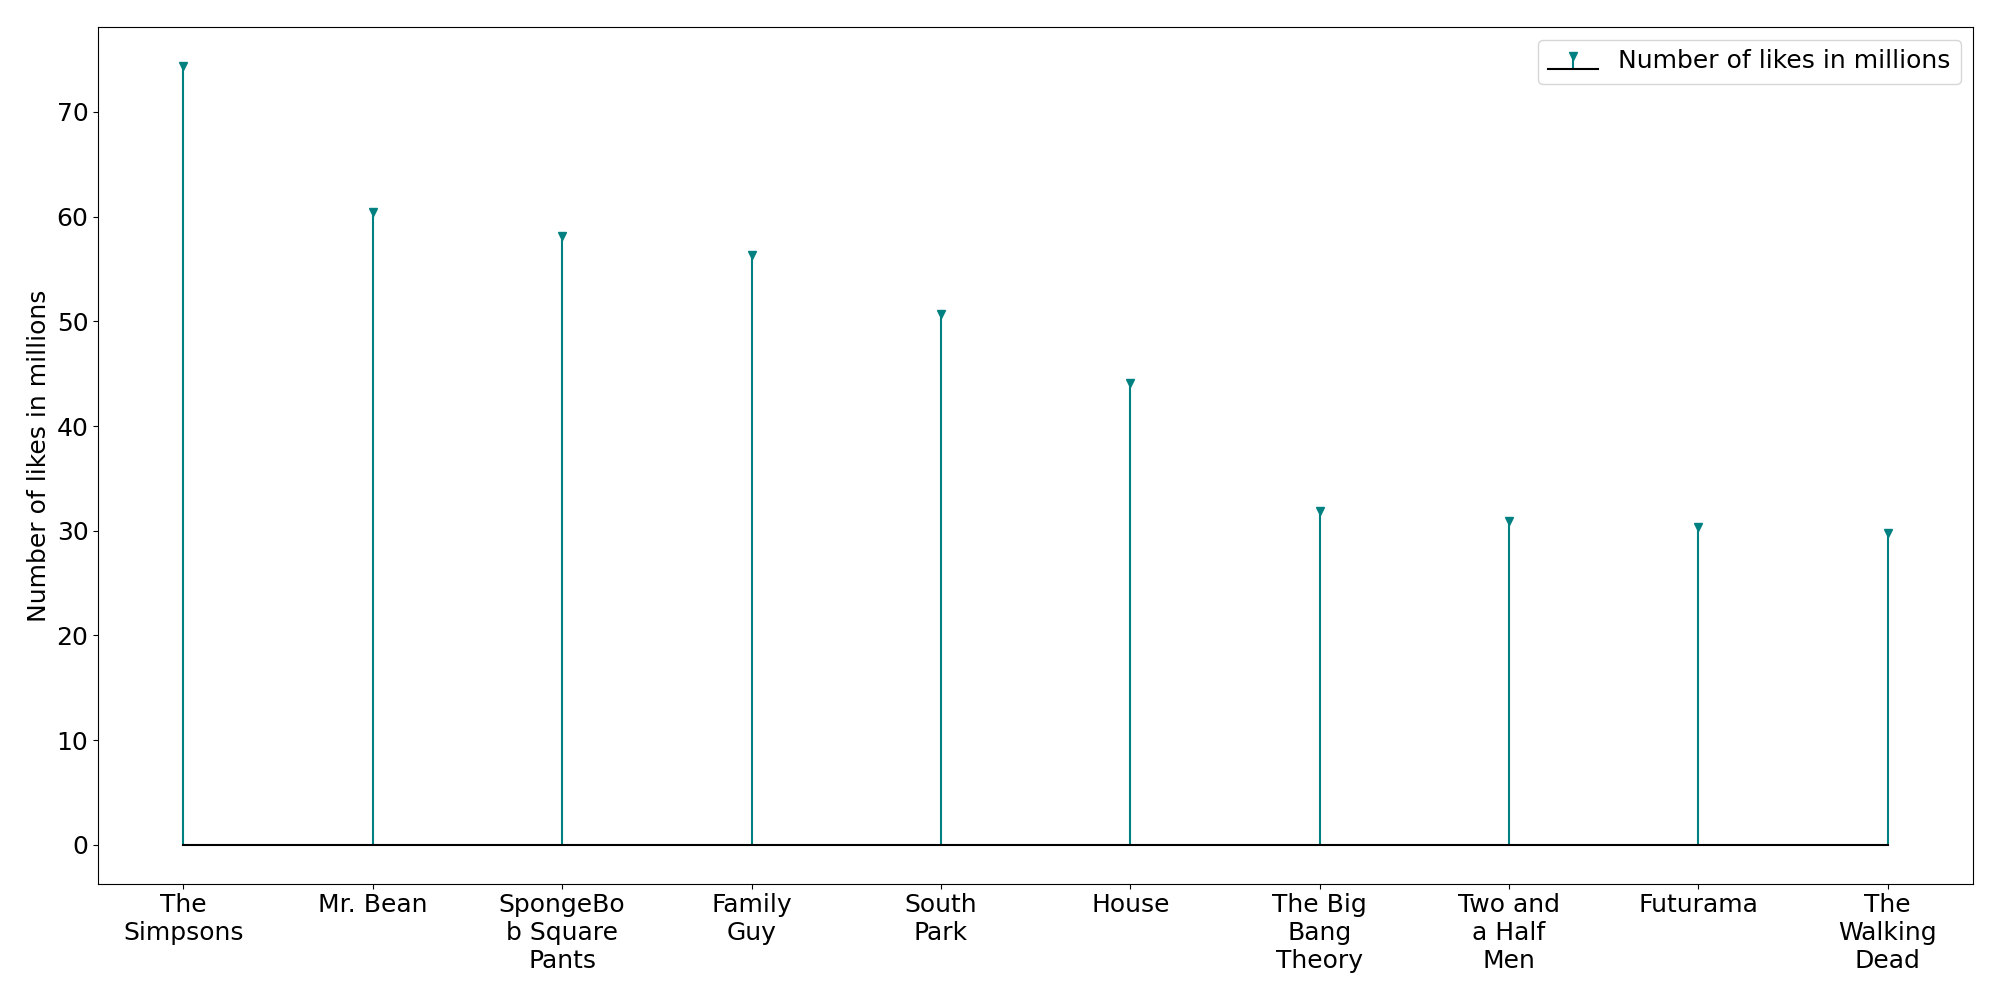 Number of likes in millions
Number of likes in millions
70
60
50
40
30
20
10
0
The
Simpsons
Mr. Bean
SpongeBo
b Square
Pants
Family
Guy
South
Park
House
The Big
Bang
Theory
Two and
a Half
Men
Futurama
The
Walking
Dead